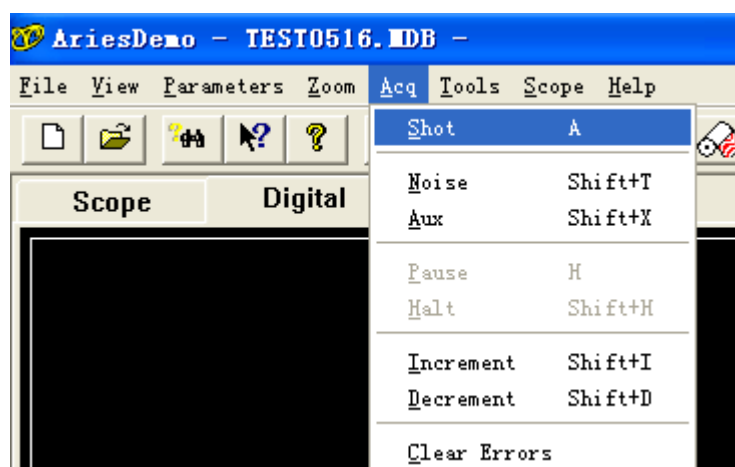 AriesDemo - TEST0516.MDB -
File View Parameters Zoom Acq Tools Scope Help
Shot A
Scope Digital
Noise Shift+T
Aux Shift+X
Pause H
Halt Shift+H
Increment Shift+I
Decrement Shift+D
Clear Errors